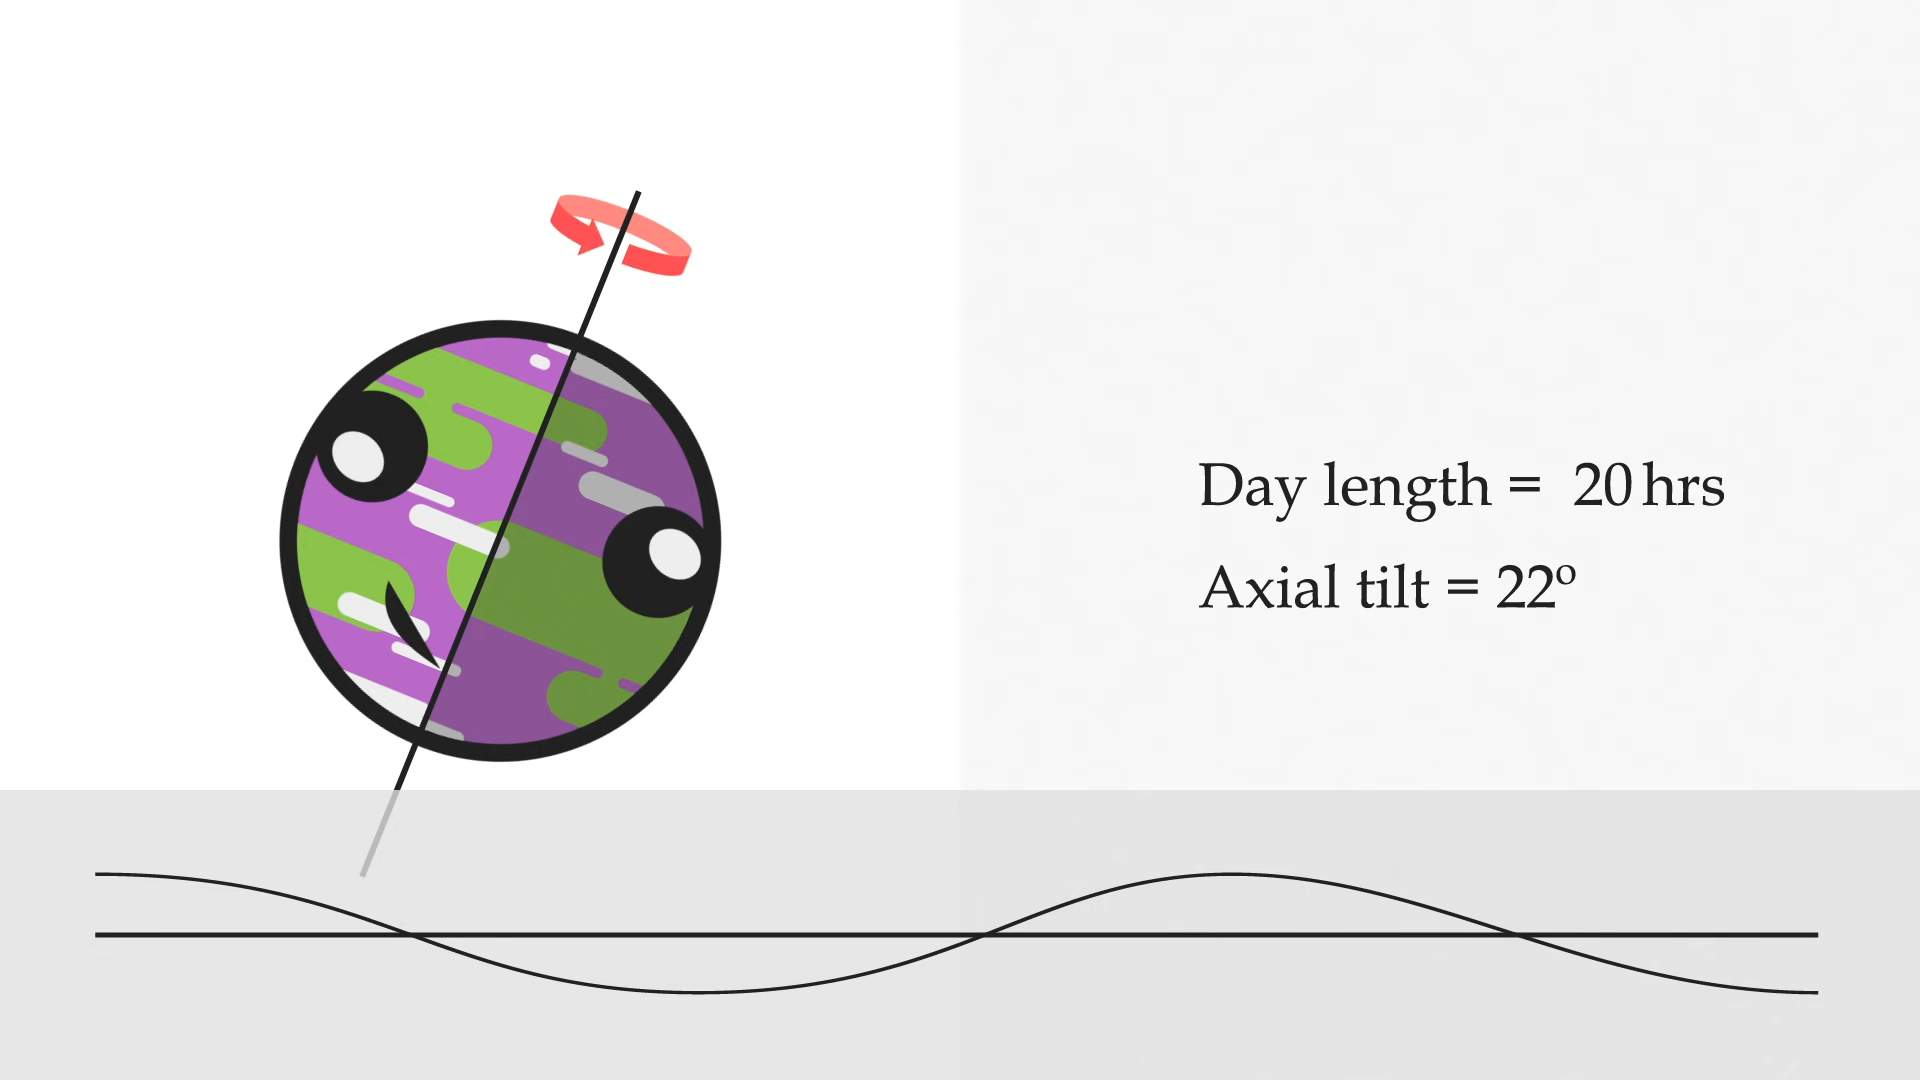 Day length = 20 hrs
Axial tilt = 22º